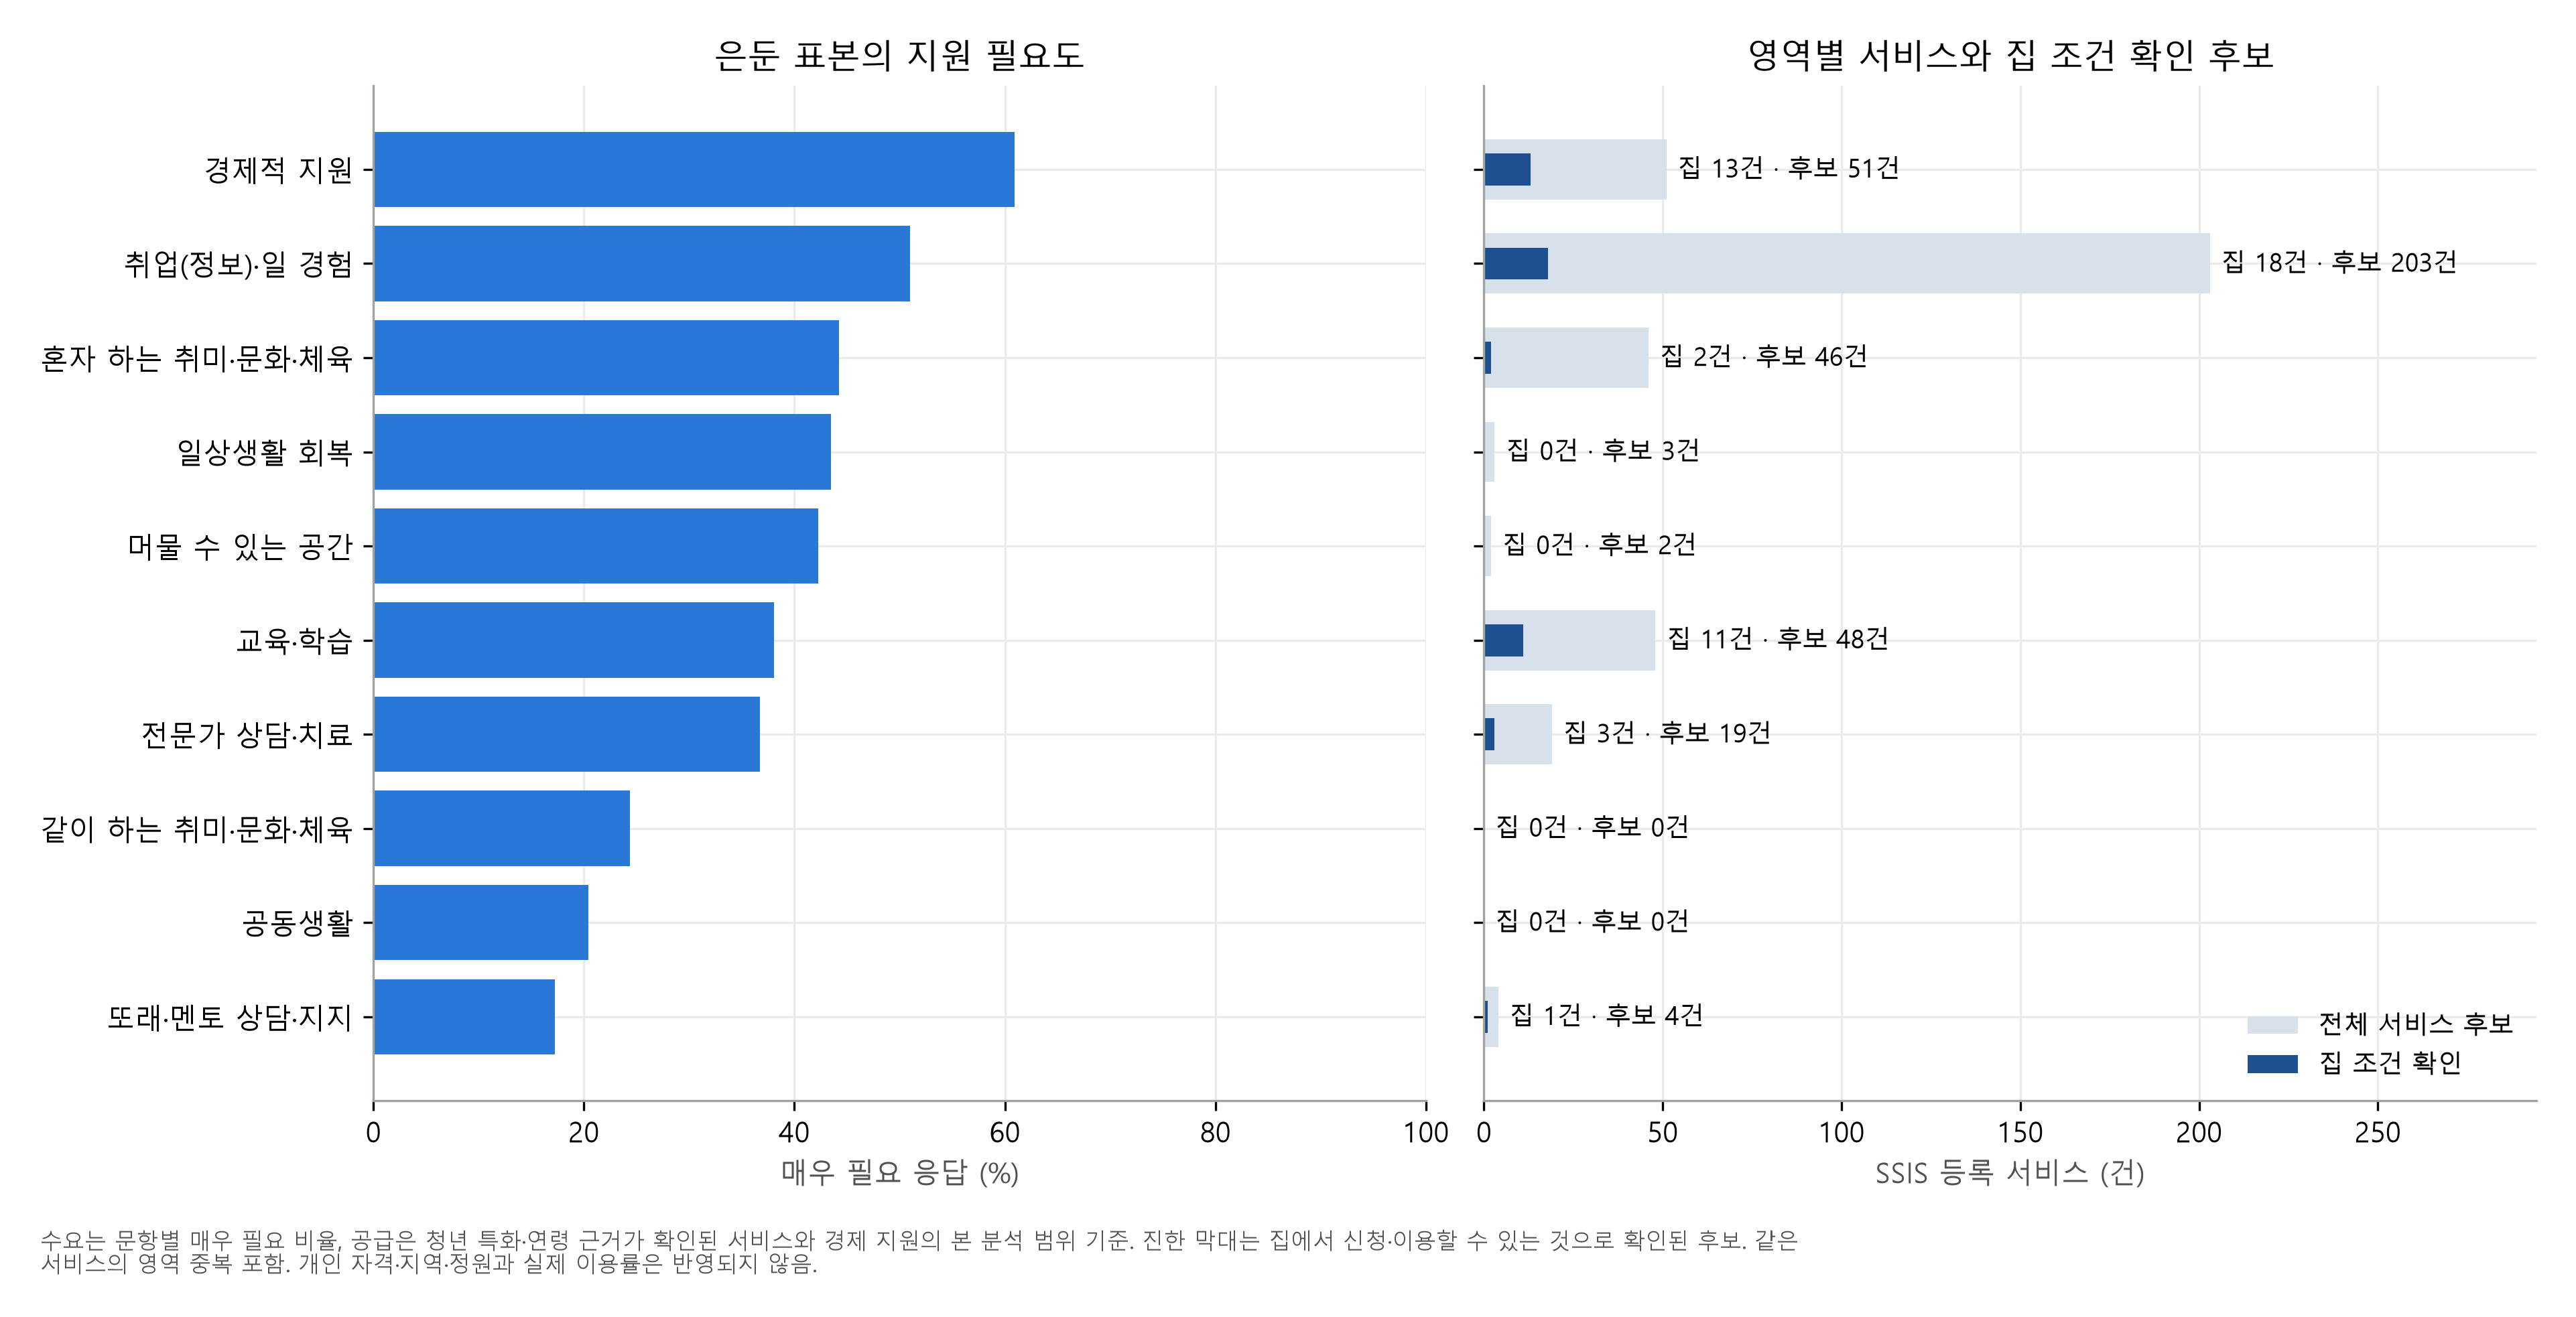 은둔 표본의 지원 필요도
경제적 지원
취업(정보)·일 경험
혼자 하는 취미·문화·체육
일상생활 회복
머물 수 있는 공간
교육·학습
전문가 상담·치료
같이 하는 취미·문화·체육
공동생활
또래·멘토 상담·지지
0 20 40 60 80 100
매우 필요 응답 (%)
영역별 서비스와 집 조건 확인 후보
집 13건 · 후보 51건
집 18건 · 후보 203건
집 2건 · 후보 46건
집 0건 · 후보 3건
집 0건 · 후보 2건
집 11건 · 후보 48건
집 3건 · 후보 19건
집 0건 · 후보 0건
집 0건 · 후보 0건
집 1건 · 후보 4건
전체 서비스 후보
집 조건 확인
0 50 100 150 200 250
SSIS 등록 서비스 (건)
수요는 문항별 매우 필요 비율, 공급은 청년 특화·연령 근거가 확인된 서비스와 경제 지원의 본 분석 범위 기준. 진한 막대는 집에서 신청·이용할 수 있는 것으로 확인된 후보. 같은
서비스의 영역 중복 포함. 개인 자격·지역·정원과 실제 이용률은 반영되지 않음.